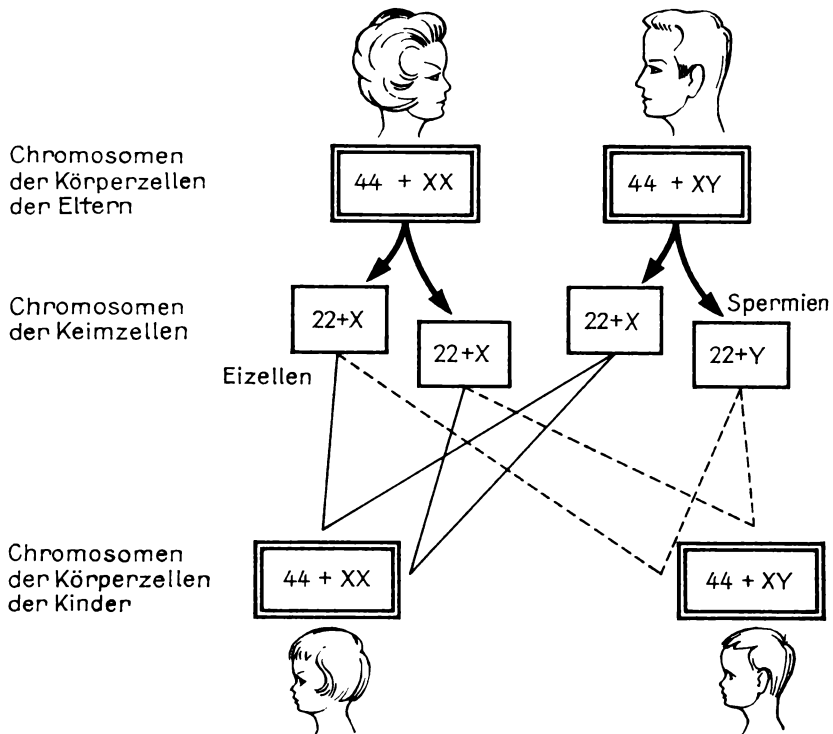 Chromosomen
der Körperzellen
der Eltern
44 + XX
44 + XY
Chromosomen
der Keimzellen
22+X
22+X
22+X
Spermien
22+Y
Eizellen
Chromosomen
der Körperzellen
der Kinder
44 + XX
44 + XY